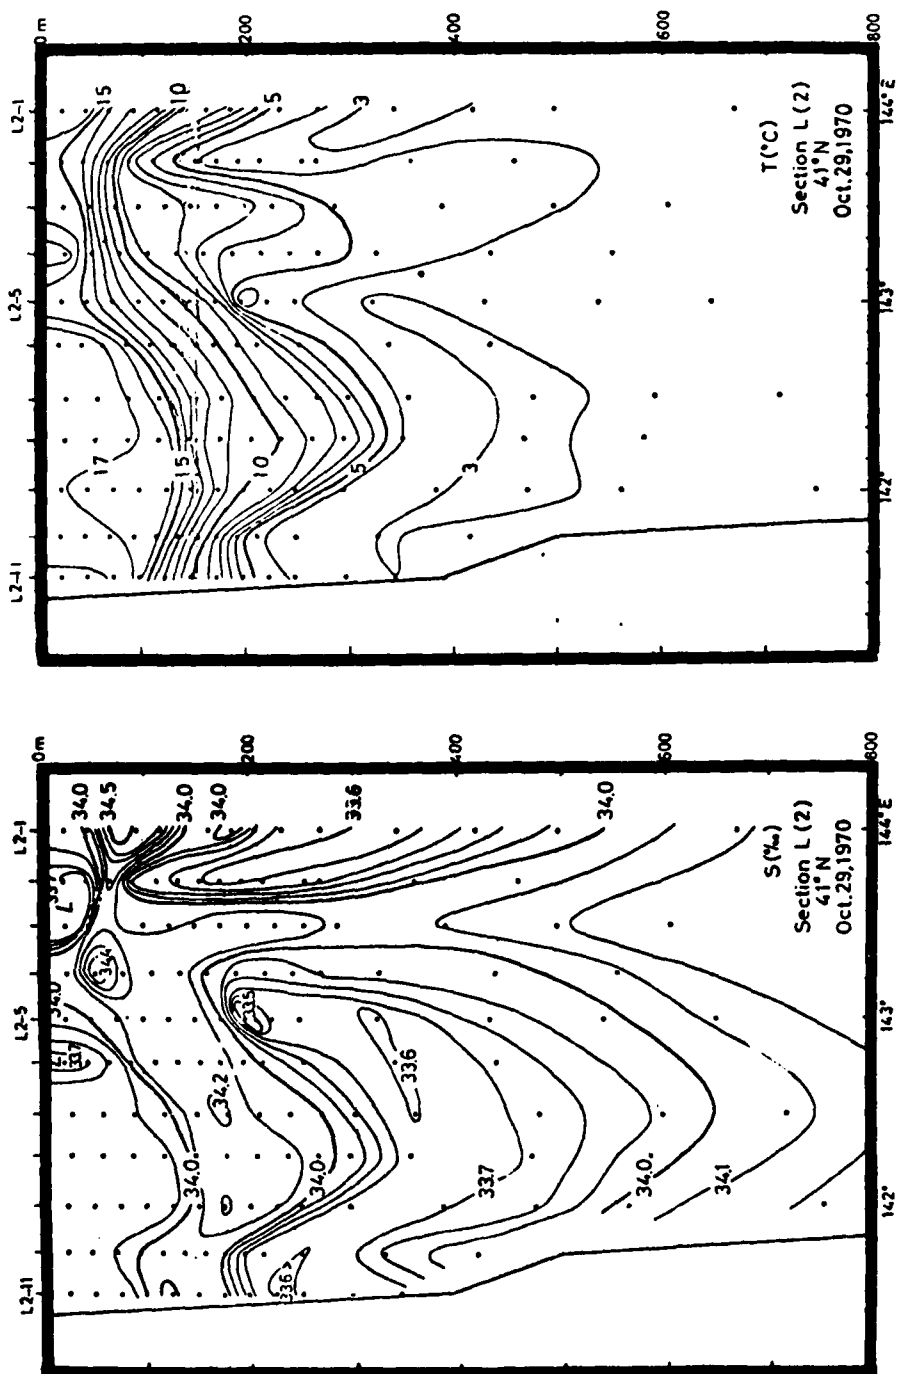 L2-1
L2-5
L2-11
0m
200
400
600
800
15
10
5
3
17
15
10
5
3
T(°C)
Section L (2)
41°N
Oct.29,1970
144°E
143°
142°
L2-1
L2-5
L2-11
0m
200
400
600
800
34.0
34.5
34.0
34.0
33.6
34.0
L
34.4
34.0
33.7
33.5
34.2
33.6
34.0
34.0
33.7
34.0
34.1
33.6
S(‰)
Section L (2)
41°N
Oct.29,1970
144°E
143°
142°